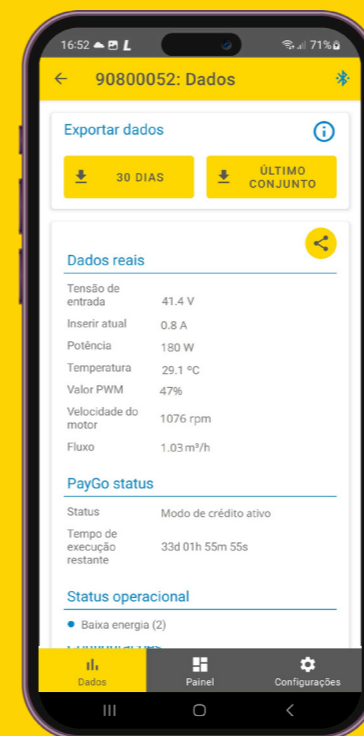 16:52 71%
90800052: Dados
Exportar dados
30 DIAS
ÚLTIMO
CONJUNTO
Dados reais
Tensão de
entrada 41.4 V
Inserir atual 0.8 A
Potência 180 W
Temperatura 29.1 ºC
Valor PWM 47%
Velocidade do
motor 1076 rpm
Fluxo 1.03 m³/h
PayGo status
Status Modo de crédito ativo
Tempo de
execução 33d 01h 55m 55s
restante
Status operacional
Baixa energia (2)
Dados Painel Configurações